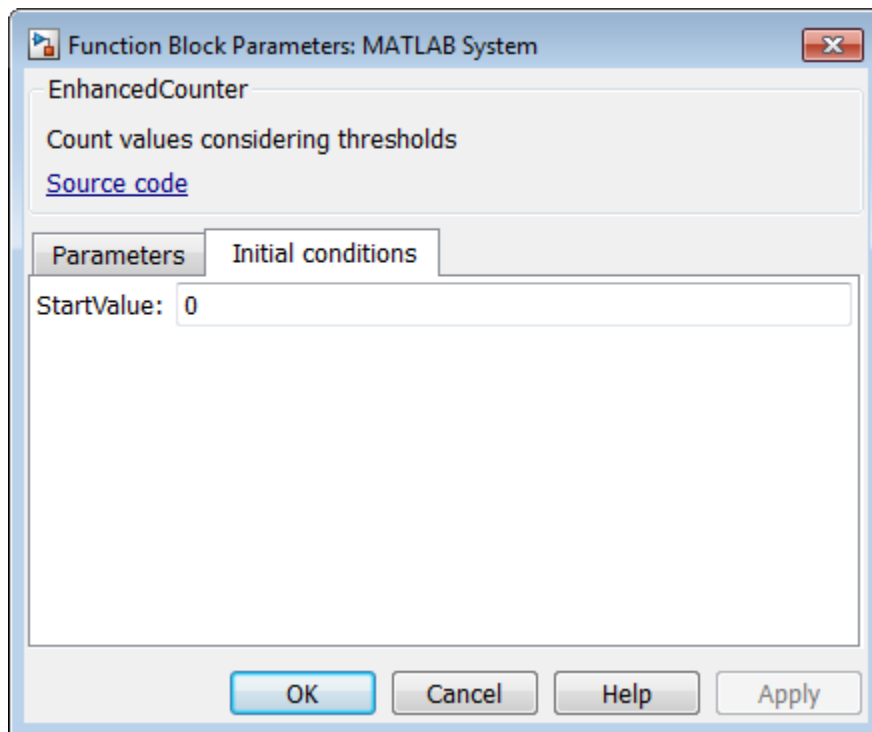 Function Block Parameters: MATLAB System
EnhancedCounter
Count values considering thresholds
Source code
Parameters Initial conditions
StartValue: 0
OK Cancel Help Apply